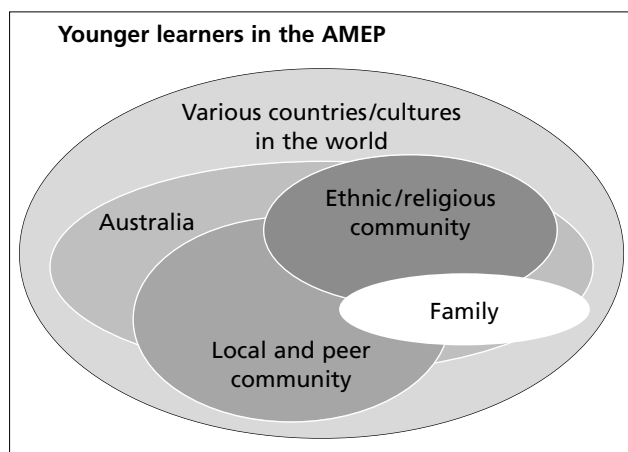 Younger learners in the AMEP
Various countries/cultures
in the world
Ethnic/religious
community
Australia
Family
Local and peer
community